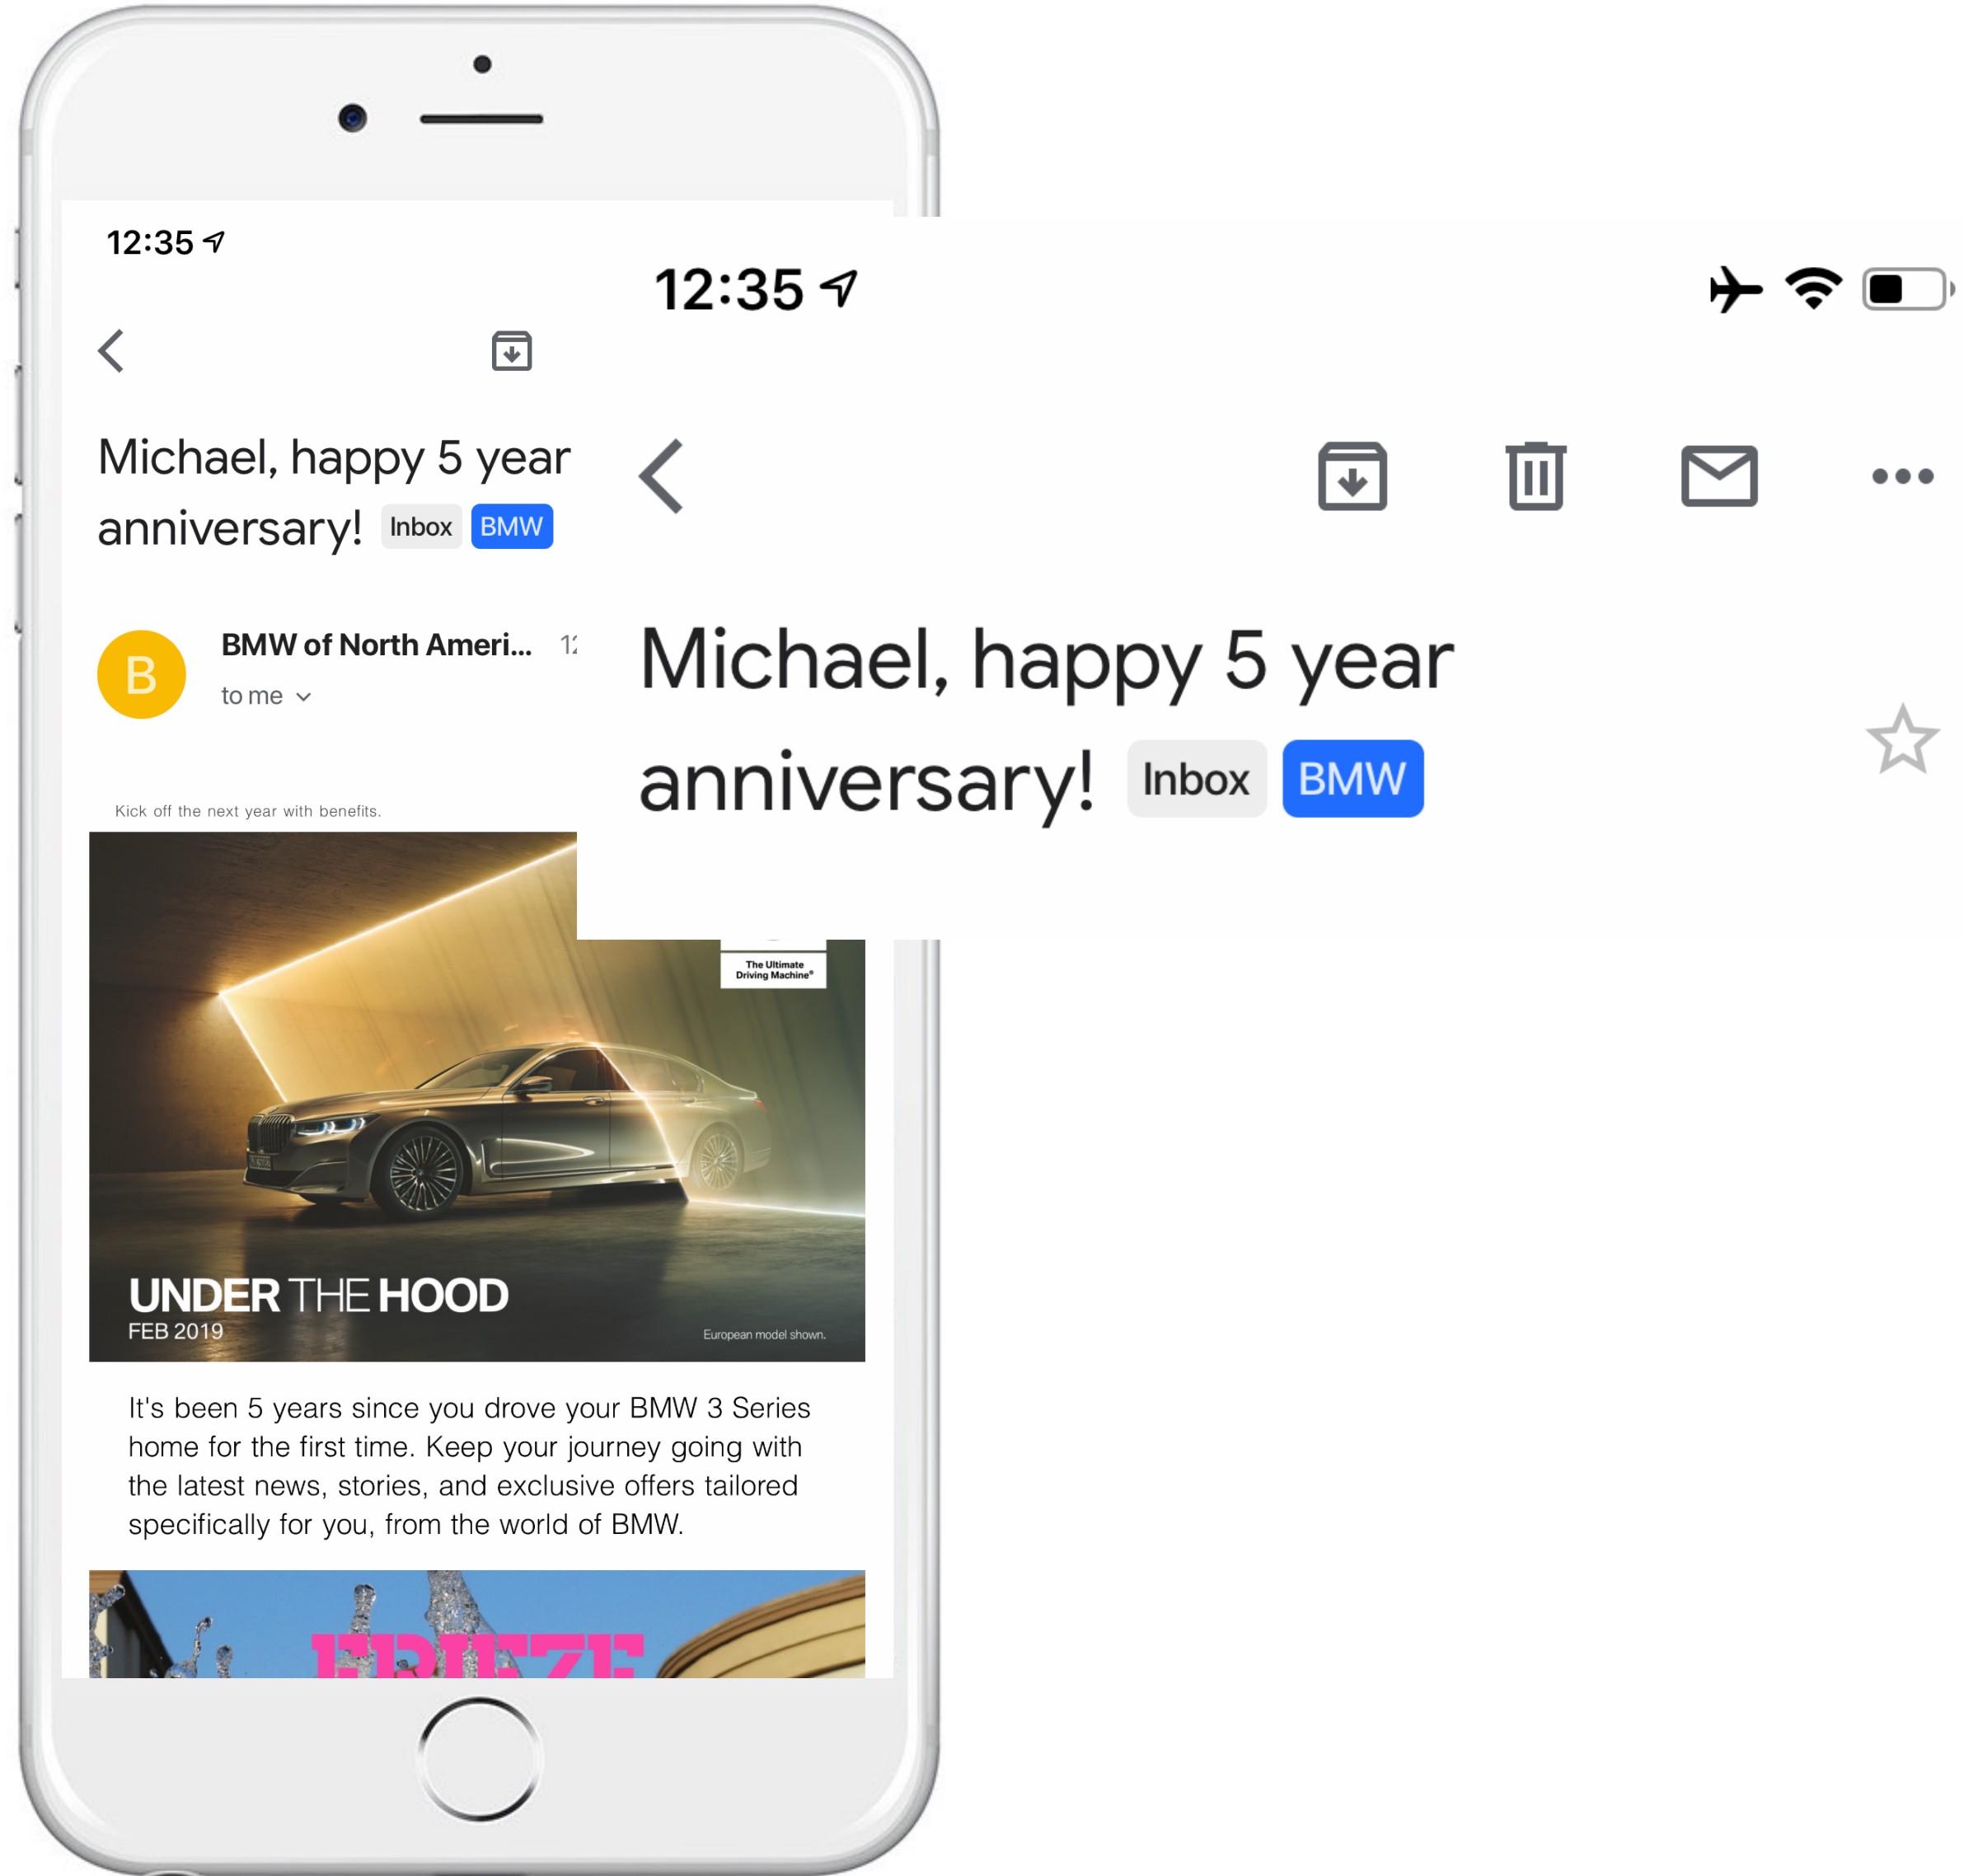 12:35
Michael, happy 5 year
anniversary! Inbox BMW
B
BMW of North Ameri...
to me
Kick off the next year with benefits.
12:35
Michael, happy 5 year
anniversary! Inbox BMW
The Ultimate
Driving Machine®
UNDER THE HOOD
FEB 2019
European model shown.
It's been 5 years since you drove your BMW 3 Series
home for the first time. Keep your journey going with
the latest news, stories, and exclusive offers tailored
specifically for you, from the world of BMW.
FRIEZE